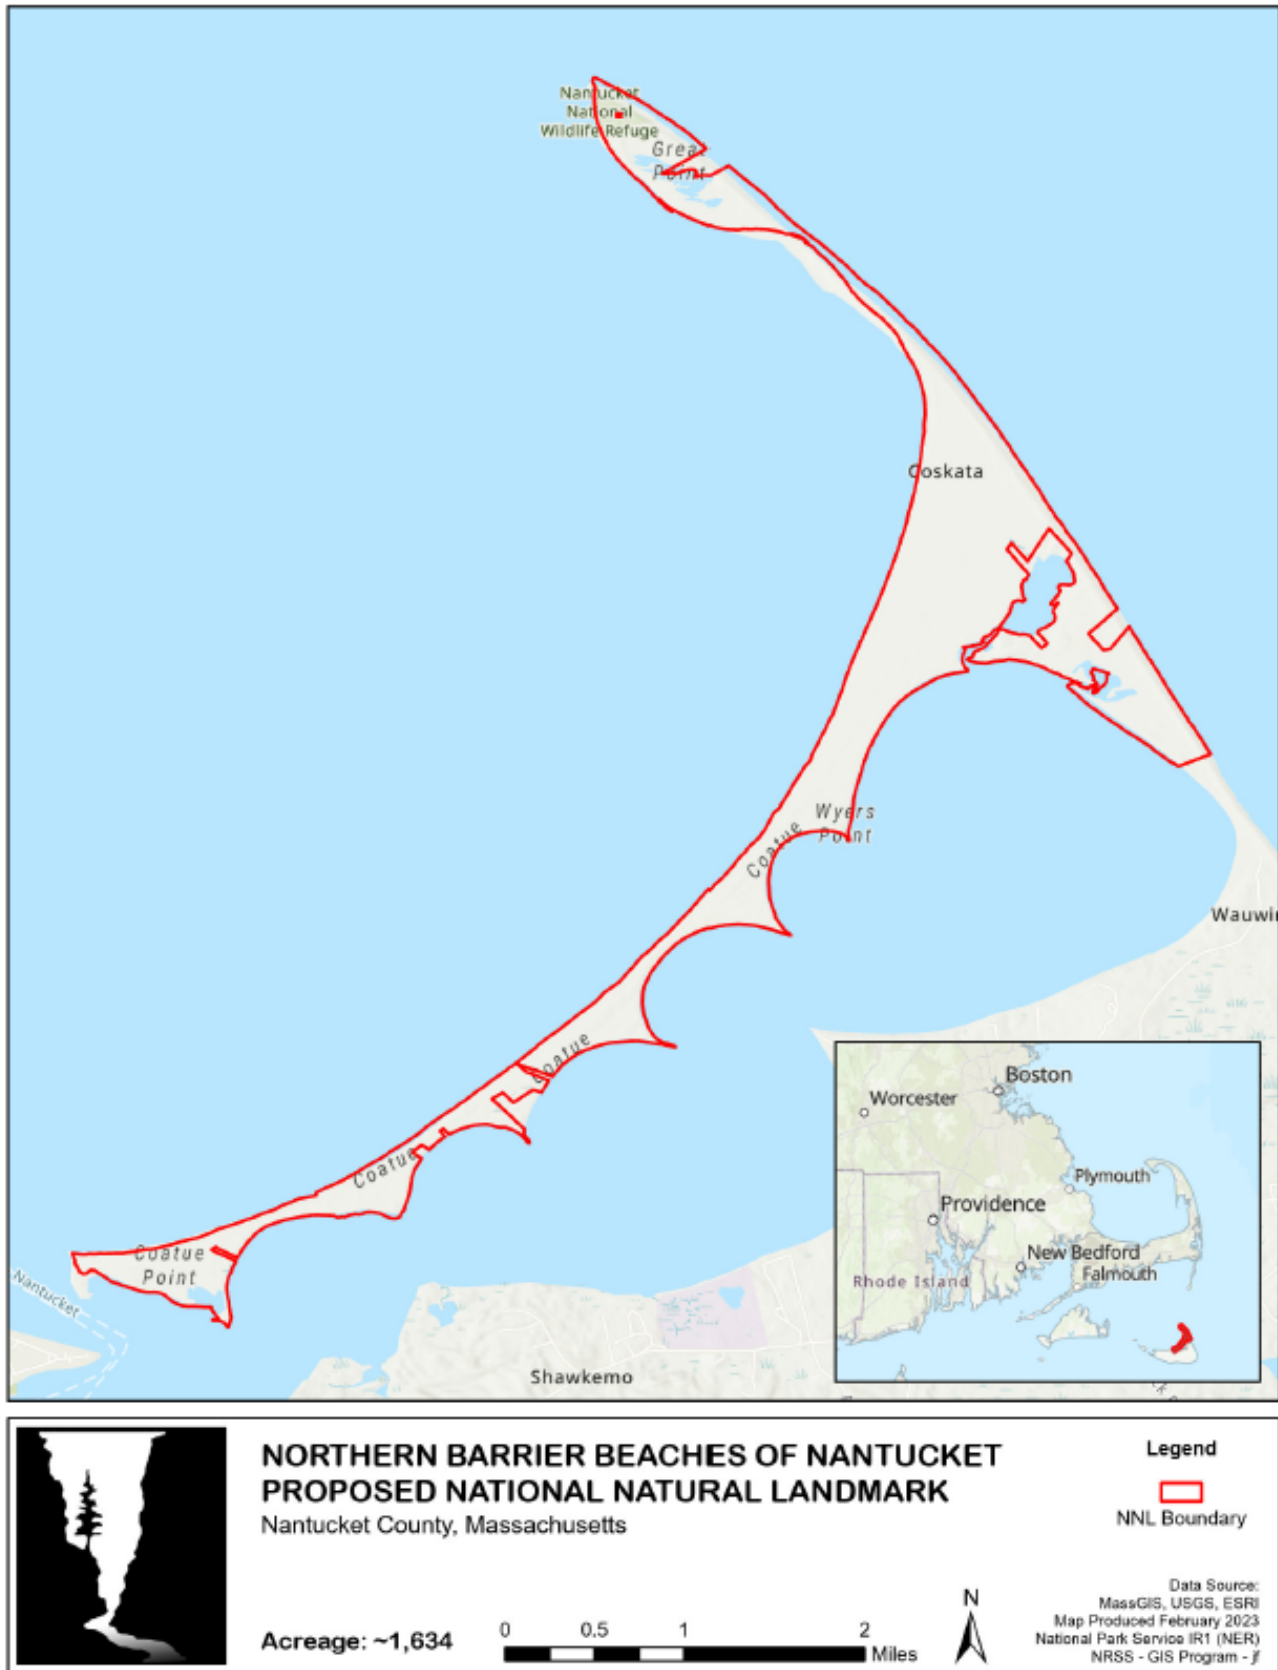 Nantucket
National
Wildlife Refuge
Great
Point
Coskata
Wyers
Point
Coatue
Wauwin
Coatue
Coatue
Coatue
Point
Nantucket
Shawkemo
Boston
Worcester
Plymouth
Providence
New Bedford
Falmouth
Rhode Island
NORTHERN BARRIER BEACHES OF NANTUCKET
PROPOSED NATIONAL NATURAL LANDMARK
Nantucket County, Massachusetts
Acreage: ~1,634
0 0.5 1 2
Miles
N
Legend
NNL Boundary
Data Source:
MassGIS, USGS, ESRI
Map Produced February 2023
National Park Service IR1 (NER)
NRSS - GIS Program - jf